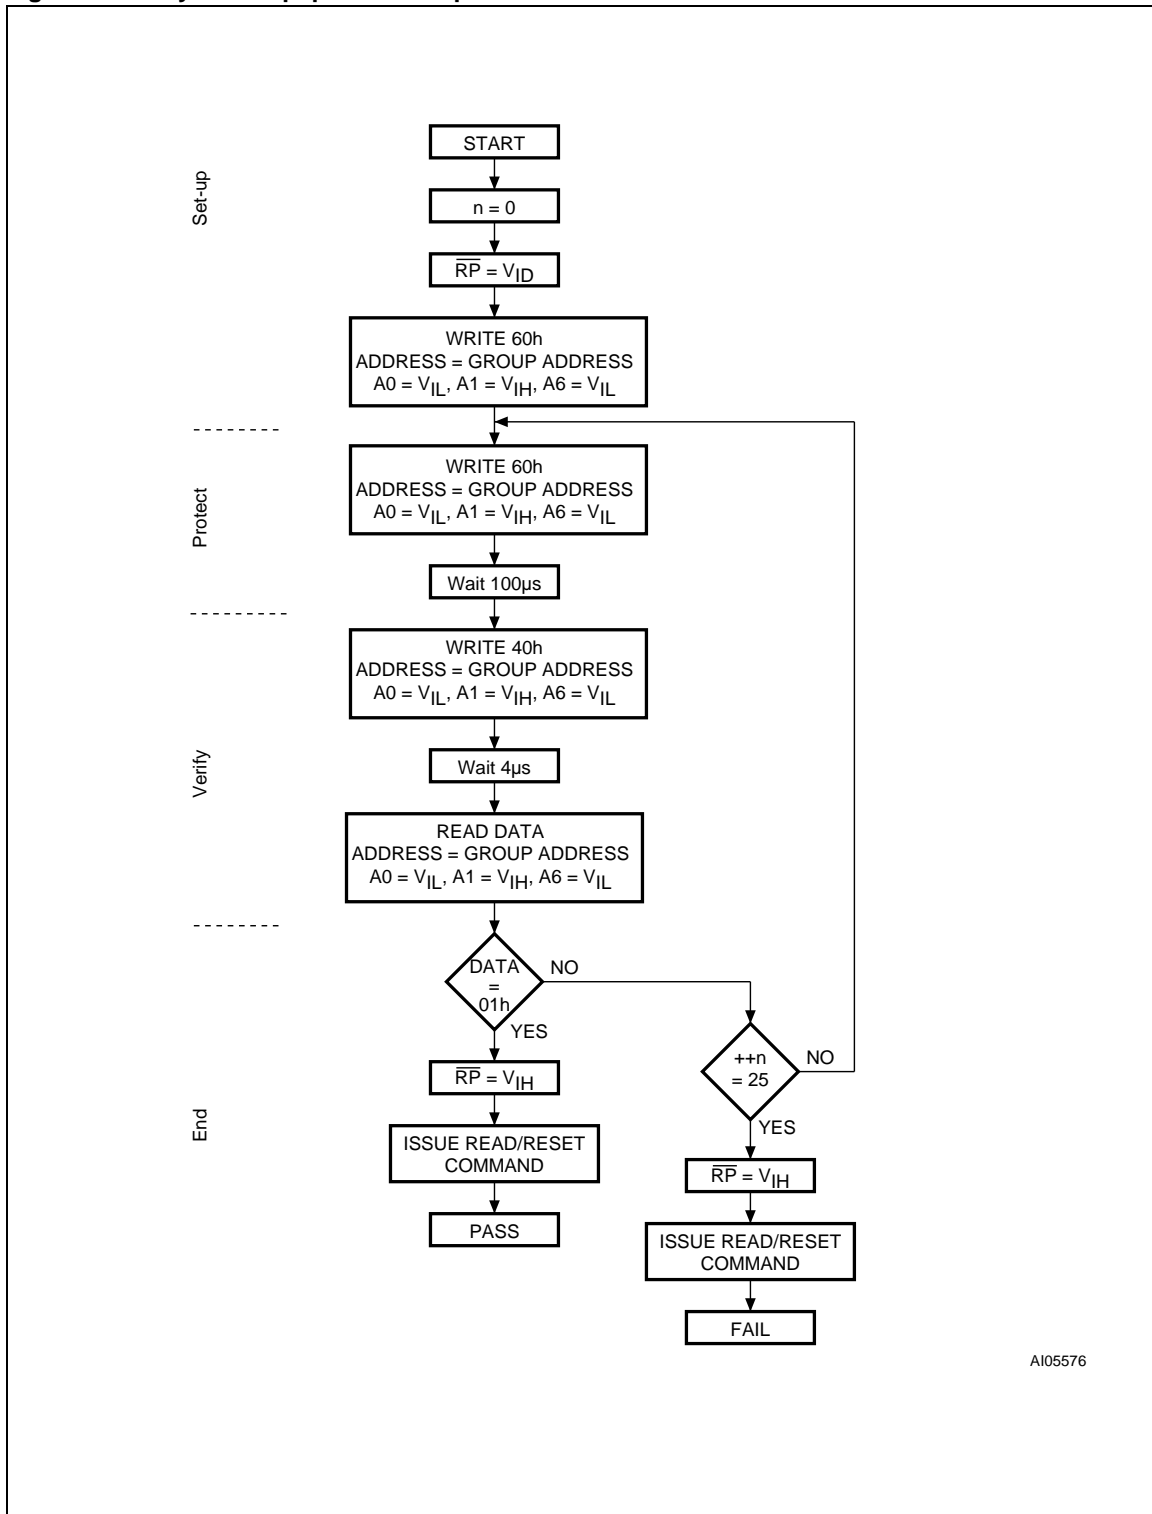 Set-up
START
n = 0
RP = VID
WRITE 60h
ADDRESS = GROUP ADDRESS
A0 = VIL, A1 = VIH, A6 = VIL
Protect
WRITE 60h
ADDRESS = GROUP ADDRESS
A0 = VIL, A1 = VIH, A6 = VIL
Wait 100µs
Verify
WRITE 40h
ADDRESS = GROUP ADDRESS
A0 = VIL, A1 = VIH, A6 = VIL
Wait 4µs
READ DATA
ADDRESS = GROUP ADDRESS
A0 = VIL, A1 = VIH, A6 = VIL
End
DATA
=
01h
NO
YES
RP = VIH
ISSUE READ/RESET
COMMAND
PASS
++n
= 25
NO
YES
RP = VIH
ISSUE READ/RESET
COMMAND
FAIL
AI05576